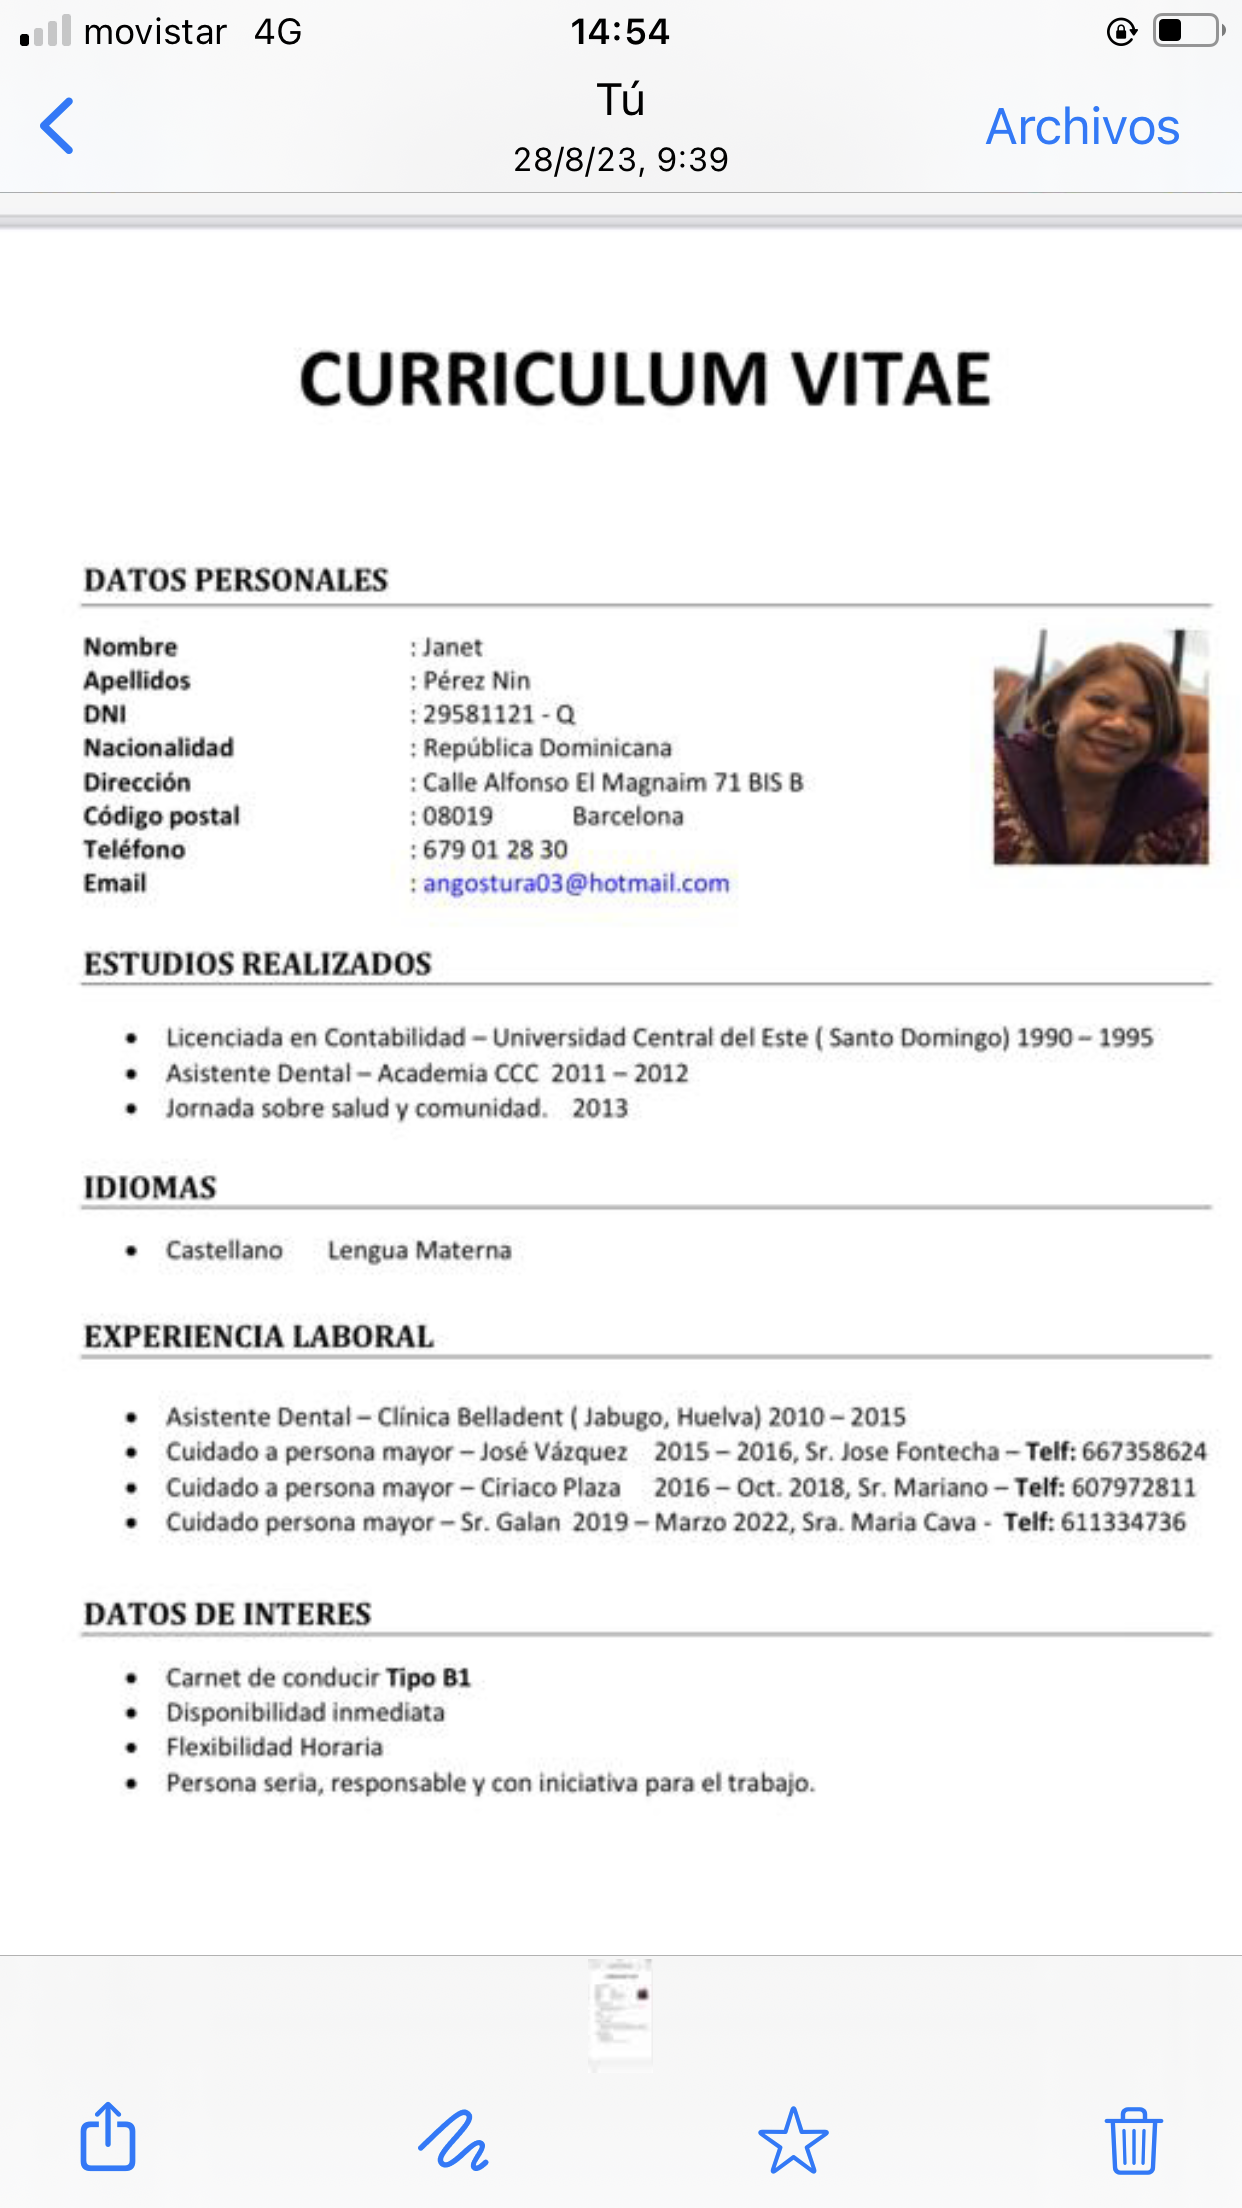 movistar 4G 14:54
Tú
28/8/23, 9:39
Archivos
CURRICULUM VITAE
DATOS PERSONALES
Nombre : Janet
Apellidos : Pérez Nin
DNI : 29581121 - Q
Nacionalidad : República Dominicana
Dirección : Calle Alfonso El Magnaim 71 BIS B
Código postal : 08019 Barcelona
Teléfono : 679 01 28 30
Email : angostura03@hotmail.com
ESTUDIOS REALIZADOS
• Licenciada en Contabilidad – Universidad Central del Este ( Santo Domingo) 1990 – 1995
• Asistente Dental – Academia CCC 2011 – 2012
• Jornada sobre salud y comunidad. 2013
IDIOMAS
• Castellano Lengua Materna
EXPERIENCIA LABORAL
• Asistente Dental – Clínica Belladent ( Jabugo, Huelva) 2010 – 2015
• Cuidado a persona mayor – José Vázquez 2015 – 2016, Sr. Jose Fontecha – Telf: 667358624
• Cuidado a persona mayor – Ciriaco Plaza 2016 – Oct. 2018, Sr. Mariano – Telf: 607972811
• Cuidado persona mayor – Sr. Galan 2019 – Marzo 2022, Sra. Maria Cava - Telf: 611334736
DATOS DE INTERES
• Carnet de conducir Tipo B1
• Disponibilidad inmediata
• Flexibilidad Horaria
• Persona seria, responsable y con iniciativa para el trabajo.